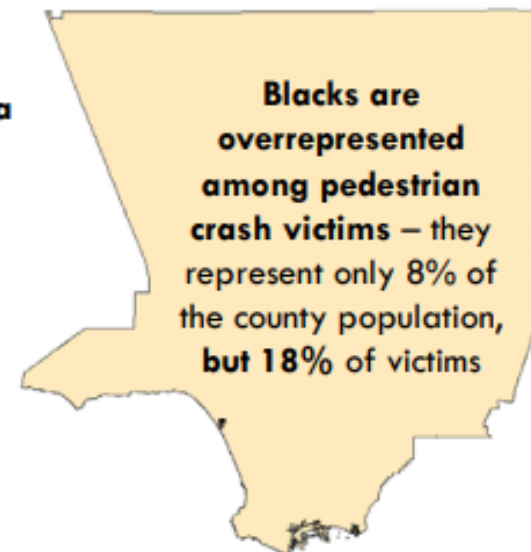 a
Blacks are
overrepresented
among pedestrian
crash victims – they
represent only 8% of
the county population,
but 18% of victims